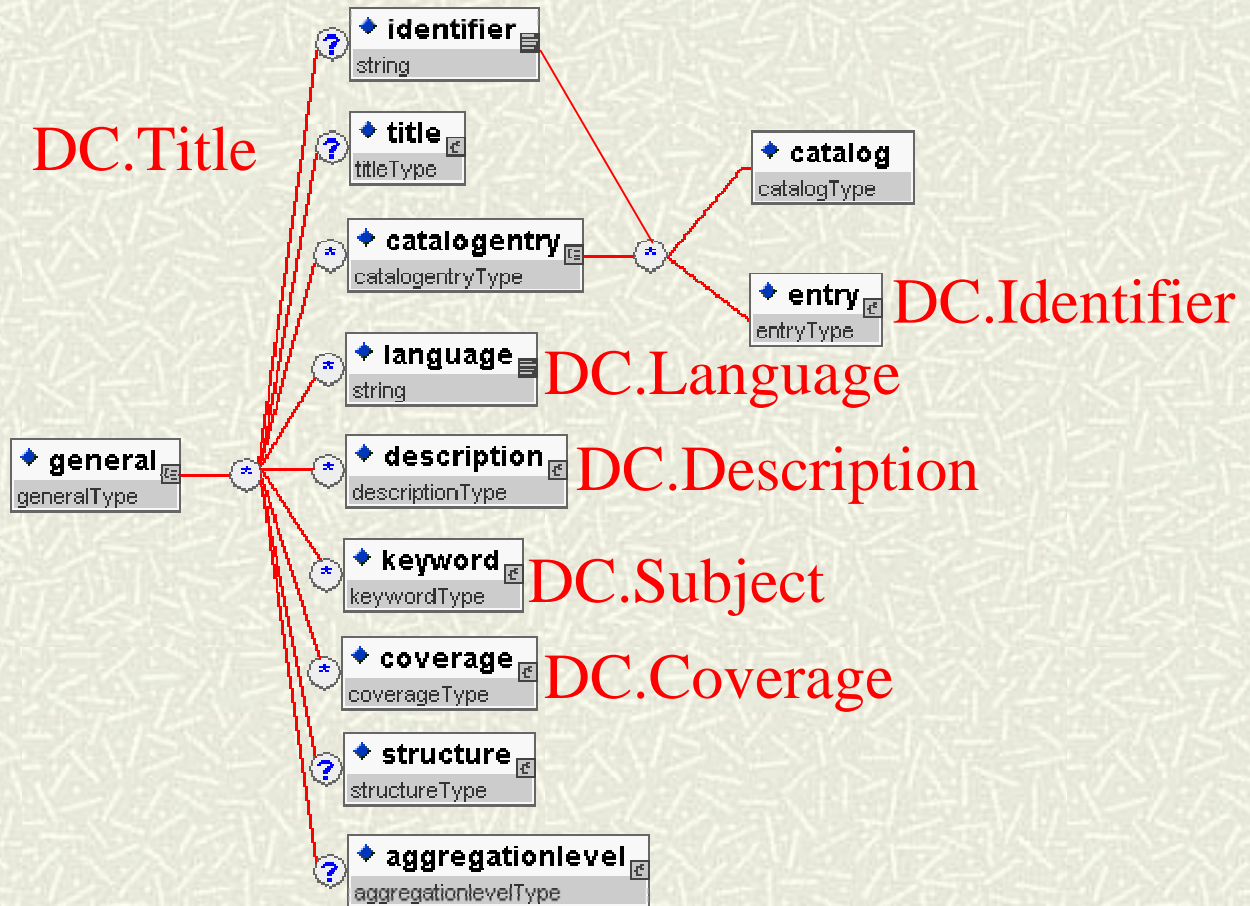 ?
identifier
string
DC.Title
?
title
titleType
*
catalogentry
catalogentryType
*
catalog
catalogType
entry
entryType
DC.Identifier
*
language
string
DC.Language
general
generalType
*
*
description
descriptionType
DC.Description
*
keyword
keywordType
DC.Subject
*
coverage
coverageType
DC.Coverage
?
structure
structureType
?
aggregationlevel
aggregationlevelType